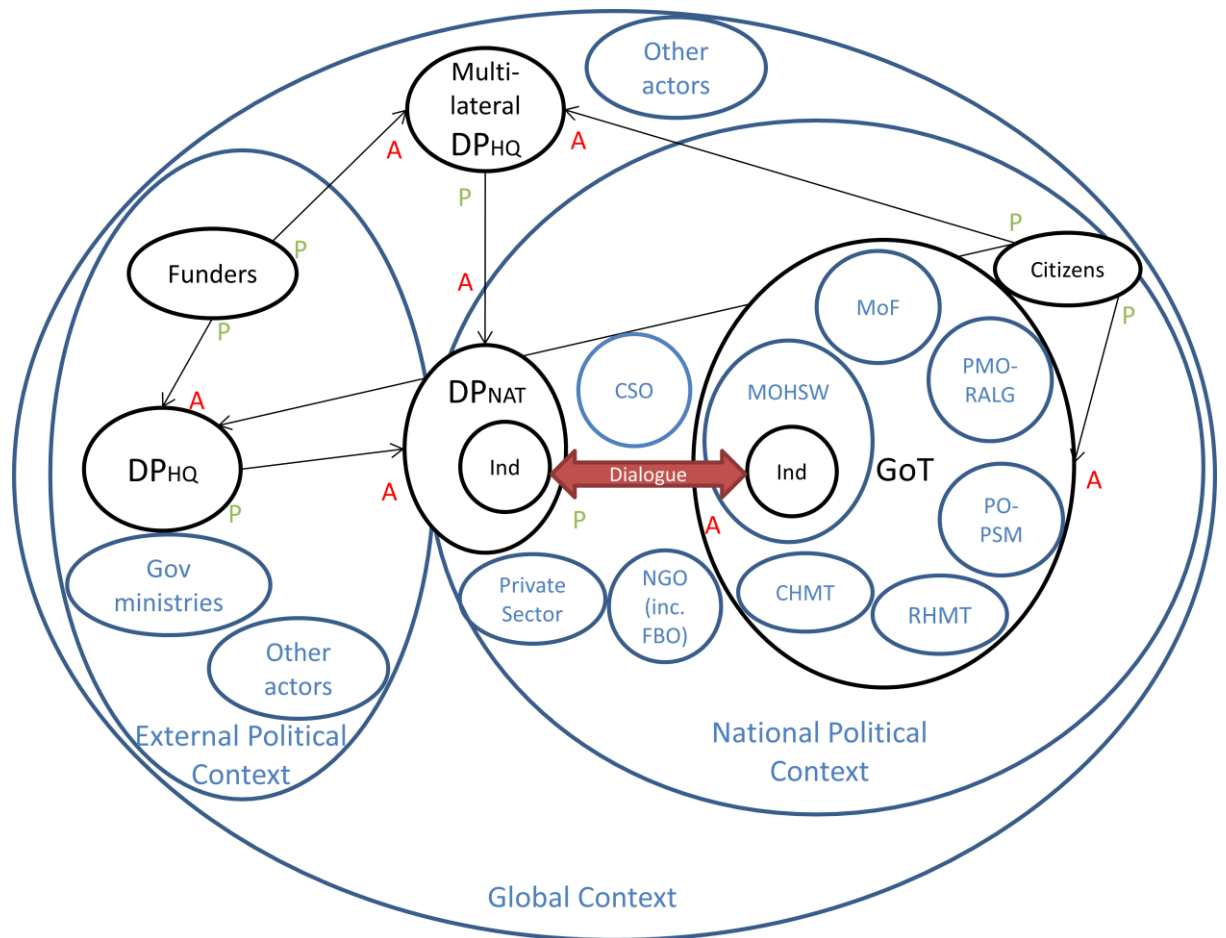 Other
actors
Multi-
lateral
DPHQ
A
A
P
P
P
Funders
Citizens
A
P
P
MoF
PMO-
RALG
CSO
MOHSW
DPNAT
A
DPHQ
Ind
Dialogue
Ind
GoT
A
A
P
P
A
PO-
PSM
Gov
ministries
Private
Sector
NGO
(inc.
FBO)
CHMT
RHMT
Other
actors
External Political
Context
National Political
Context
Global Context